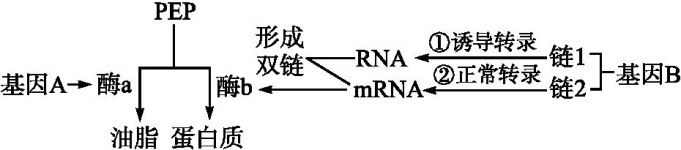 PEP
形成
双链
RNA
①诱导转录
链1
基因A
酶a
酶b
mRNA
②正常转录
链2
基因B
油脂
蛋白质